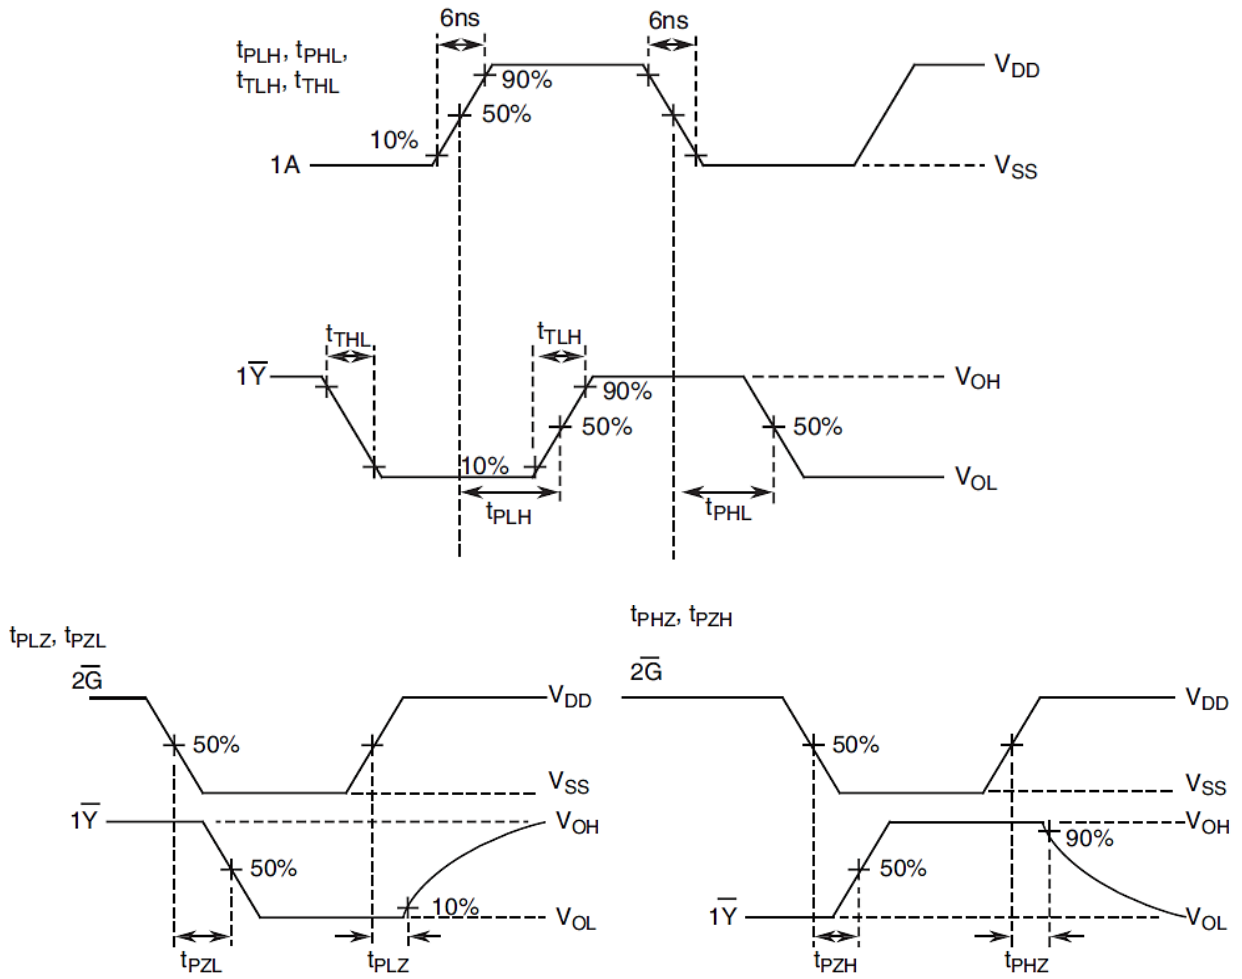 6ns 6ns
tPLH, tPHL,
tTLH, tTHL
VDD
90%
50%
10%
1A
VSS
tTHL tTLH
1Y̅ VOH
90%
50% 50%
10%
VOL
tPLH tPHL
tPLZ, tPZL
2G̅
VDD
50%
VSS
1Y̅ VOH
50%
10%
VOL
tPZL tPLZ
tPHZ, tPZH
2G̅
VDD
50%
VSS
VOH
90%
50%
1Y̅ VOL
tPZH tPHZ